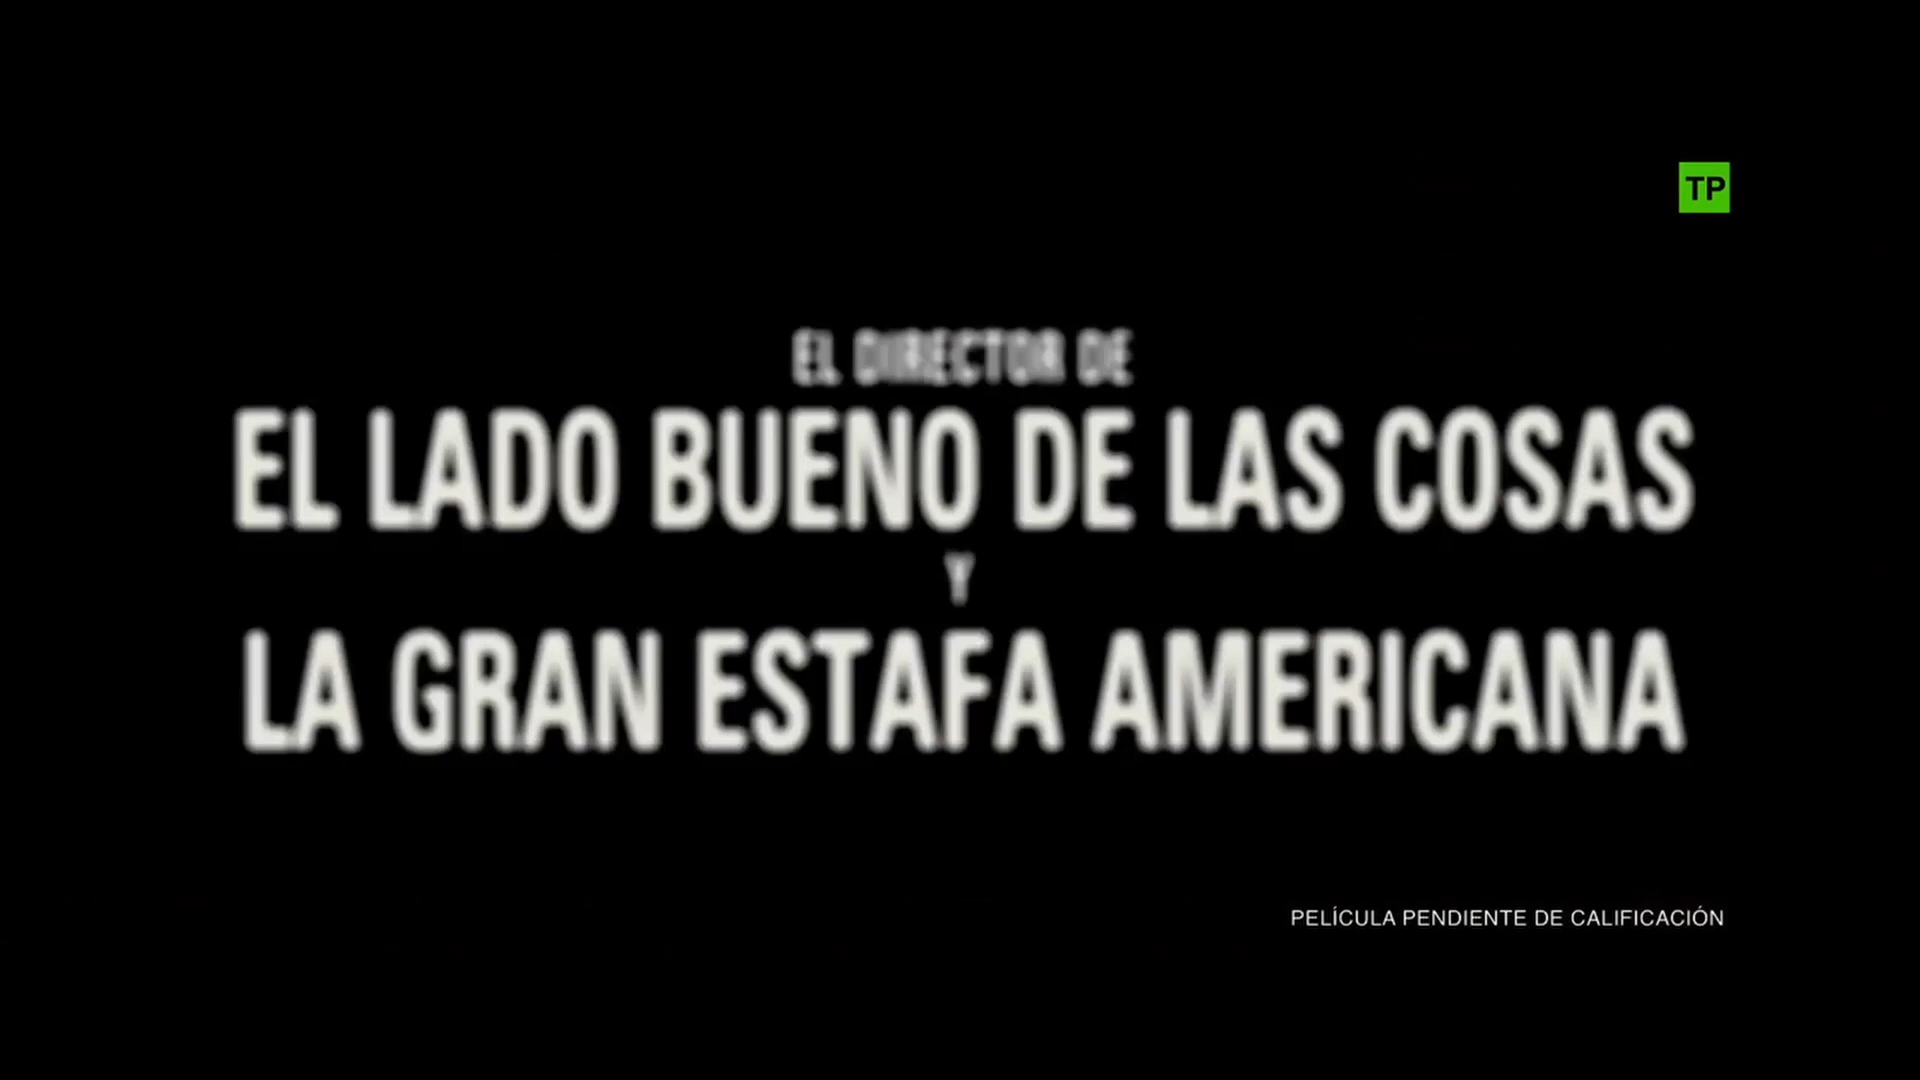 TP
EL DIRECTOR DE
EL LADO BUENO DE LAS COSAS
Y
LA GRAN ESTAFA AMERICANA
PELÍCULA PENDIENTE DE CALIFICACIÓN